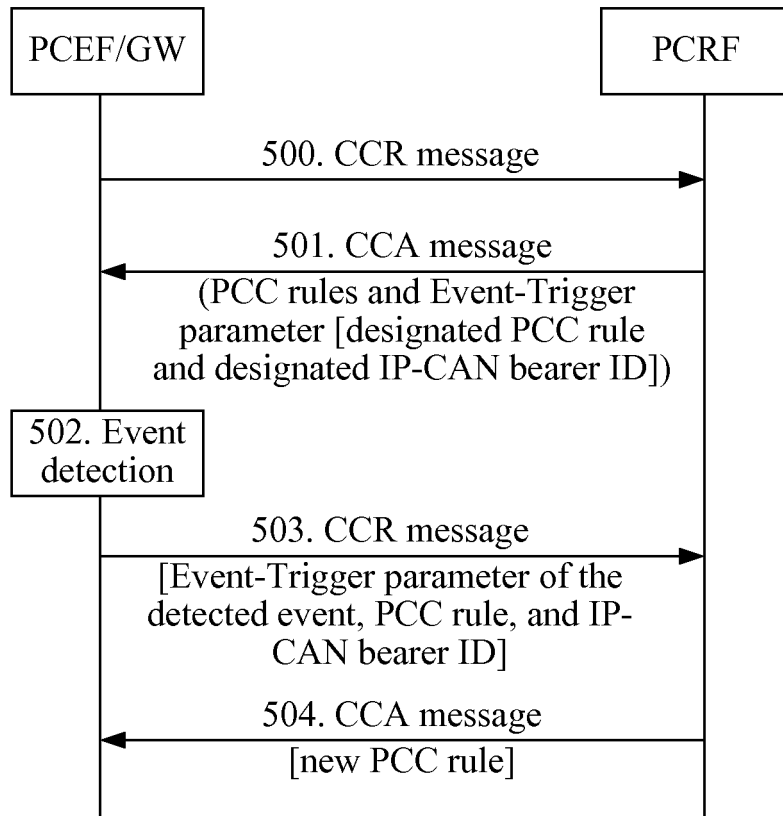 PCEF/GW
PCRF
500. CCR message
501. CCA message
(PCC rules and Event-Trigger
parameter [designated PCC rule
and designated IP-CAN bearer ID])
502. Event
detection
503. CCR message
[Event-Trigger parameter of the
detected event, PCC rule, and IP-
CAN bearer ID]
504. CCA message
[new PCC rule]